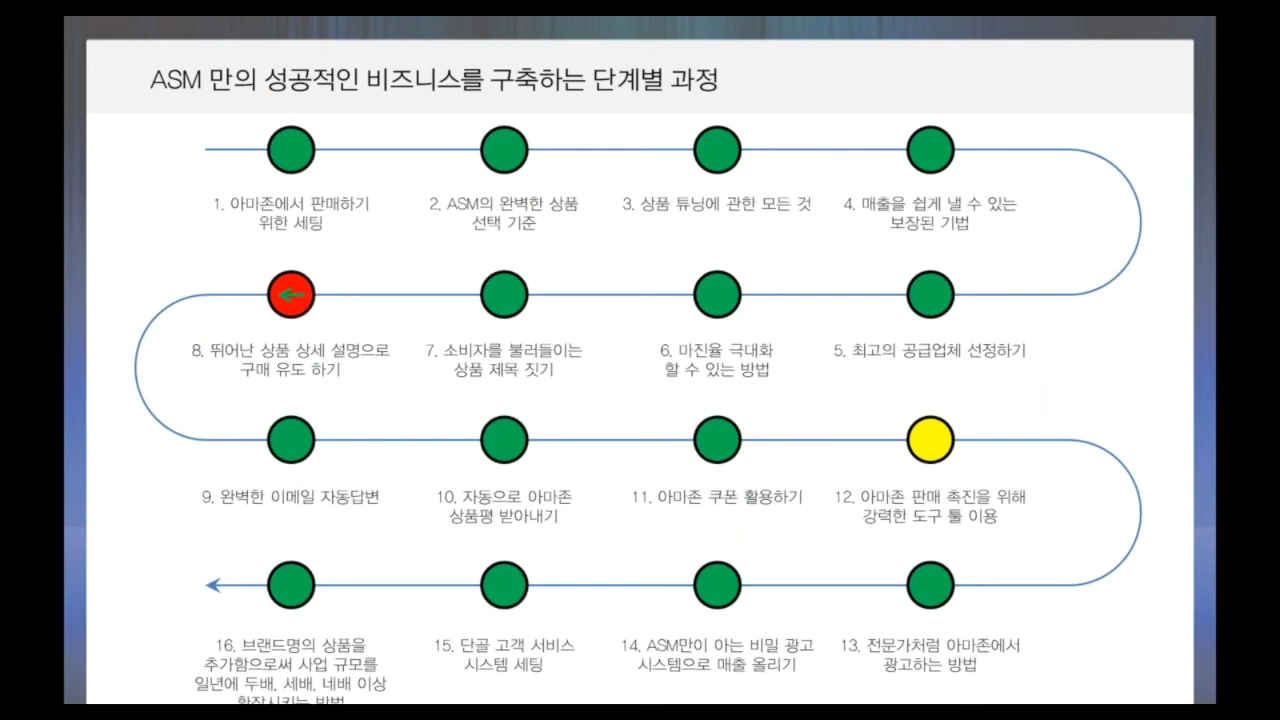 ASM 만의 성공적인 비즈니스를 구축하는 단계별 과정
1. 아마존에서 판매하기
위한 세팅
2. ASM의 완벽한 상품
선택 기준
3. 상품 튜닝에 관한 모든 것
4. 매출을 쉽게 낼 수 있는
보장된 기법
8. 뛰어난 상품 상세 설명으로
구매 유도 하기
7. 소비자를 불러들이는
상품 제목 짓기
6. 마진율 극대화
할 수 있는 방법
5. 최고의 공급업체 선정하기
9. 완벽한 이메일 자동답변
10. 자동으로 아마존
상품평 받아내기
11. 아마존 쿠폰 활용하기
12. 아마존 판매 촉진을 위해
강력한 도구 툴 이용
16. 브랜드명의 상품을
추가함으로써 사업 규모를
일년에 두배, 세배, 네배 이상
확장시키는 방법
15. 단골 고객 서비스
시스템 세팅
14. ASM만이 아는 비밀 광고
시스템으로 매출 올리기
13. 전문가처럼 아마존에서
광고하는 방법